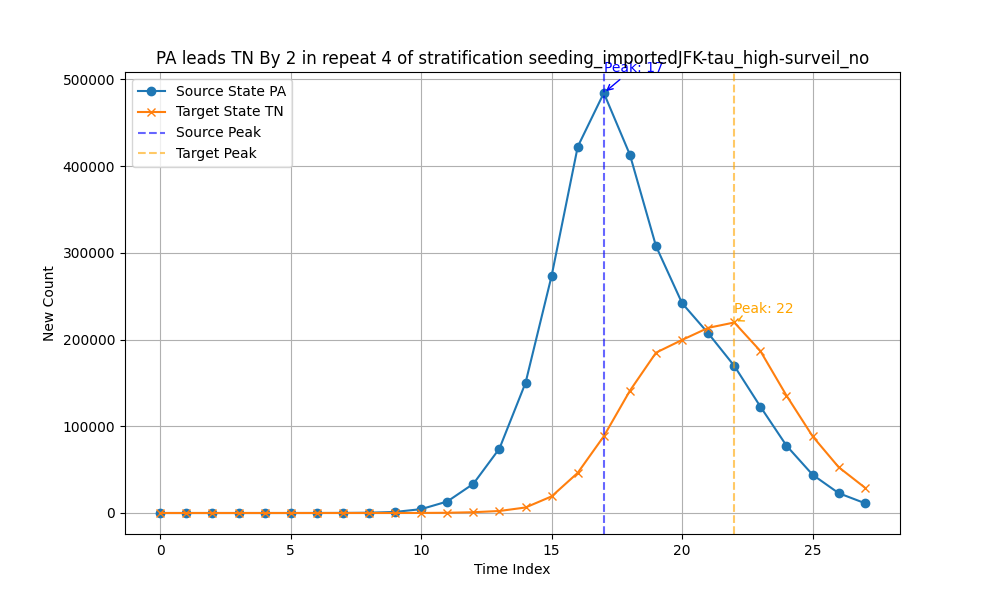 PA leads TN By 2 in repeat 4 of stratification seeding_importedJFK-tau_high-surveil_no
Peak: 17
500000
400000
300000
200000
100000
0
New Count
Source State PA
Target State TN
Source Peak
Target Peak
Peak: 22
0
5
10
15
20
25
Time Index